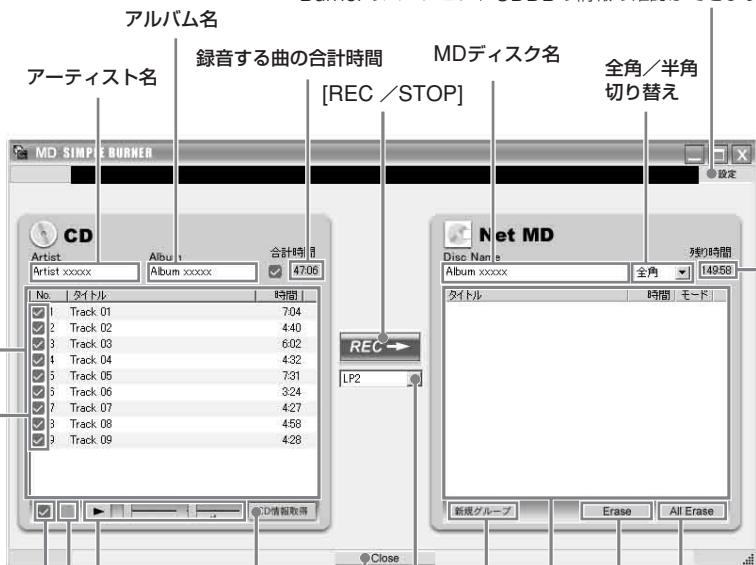 アルバム名
録音する曲の合計時間
MDディスク名
全角／半角
切り替え
アーティスト名
[REC ／STOP]
MD SIMPLE BURNER
設定
CD
Net MD
Artist
Album
合計時間
Disc Name
残り時間
Artist xxxxx
Album xxxxx
47:06
Album xxxxx
全角
149:58
No. タイトル 時間
タイトル 時間 モード
1 Track 01 7:04
2 Track 02 4:40
3 Track 03 6:02
4 Track 04 4:32
5 Track 05 7:31
6 Track 06 3:24
7 Track 07 4:27
8 Track 08 4:58
9 Track 09 4:28
REC
LP2
CD情報取得
新規グループ
Erase
All Erase
Close